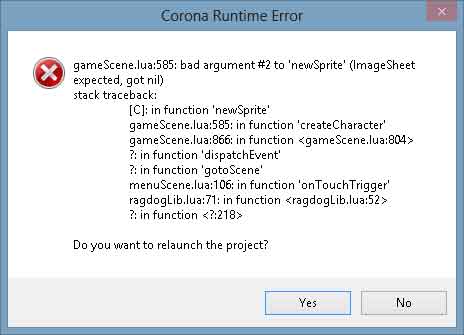 Corona Runtime Error
gameScene.lua:585: bad argument #2 to 'newSprite' (ImageSheet
expected, got nil)
stack traceback:
[C]: in function 'newSprite'
gameScene.lua:585: in function 'createCharacter'
gameScene.lua:866: in function <gameScene.lua:804>
?: in function 'dispatchEvent'
?: in function 'gotoScene'
menuScene.lua:106: in function 'onTouchTrigger'
ragdogLib.lua:71: in function <ragdogLib.lua:52>
?: in function <?:218>
Do you want to relaunch the project?
Yes No